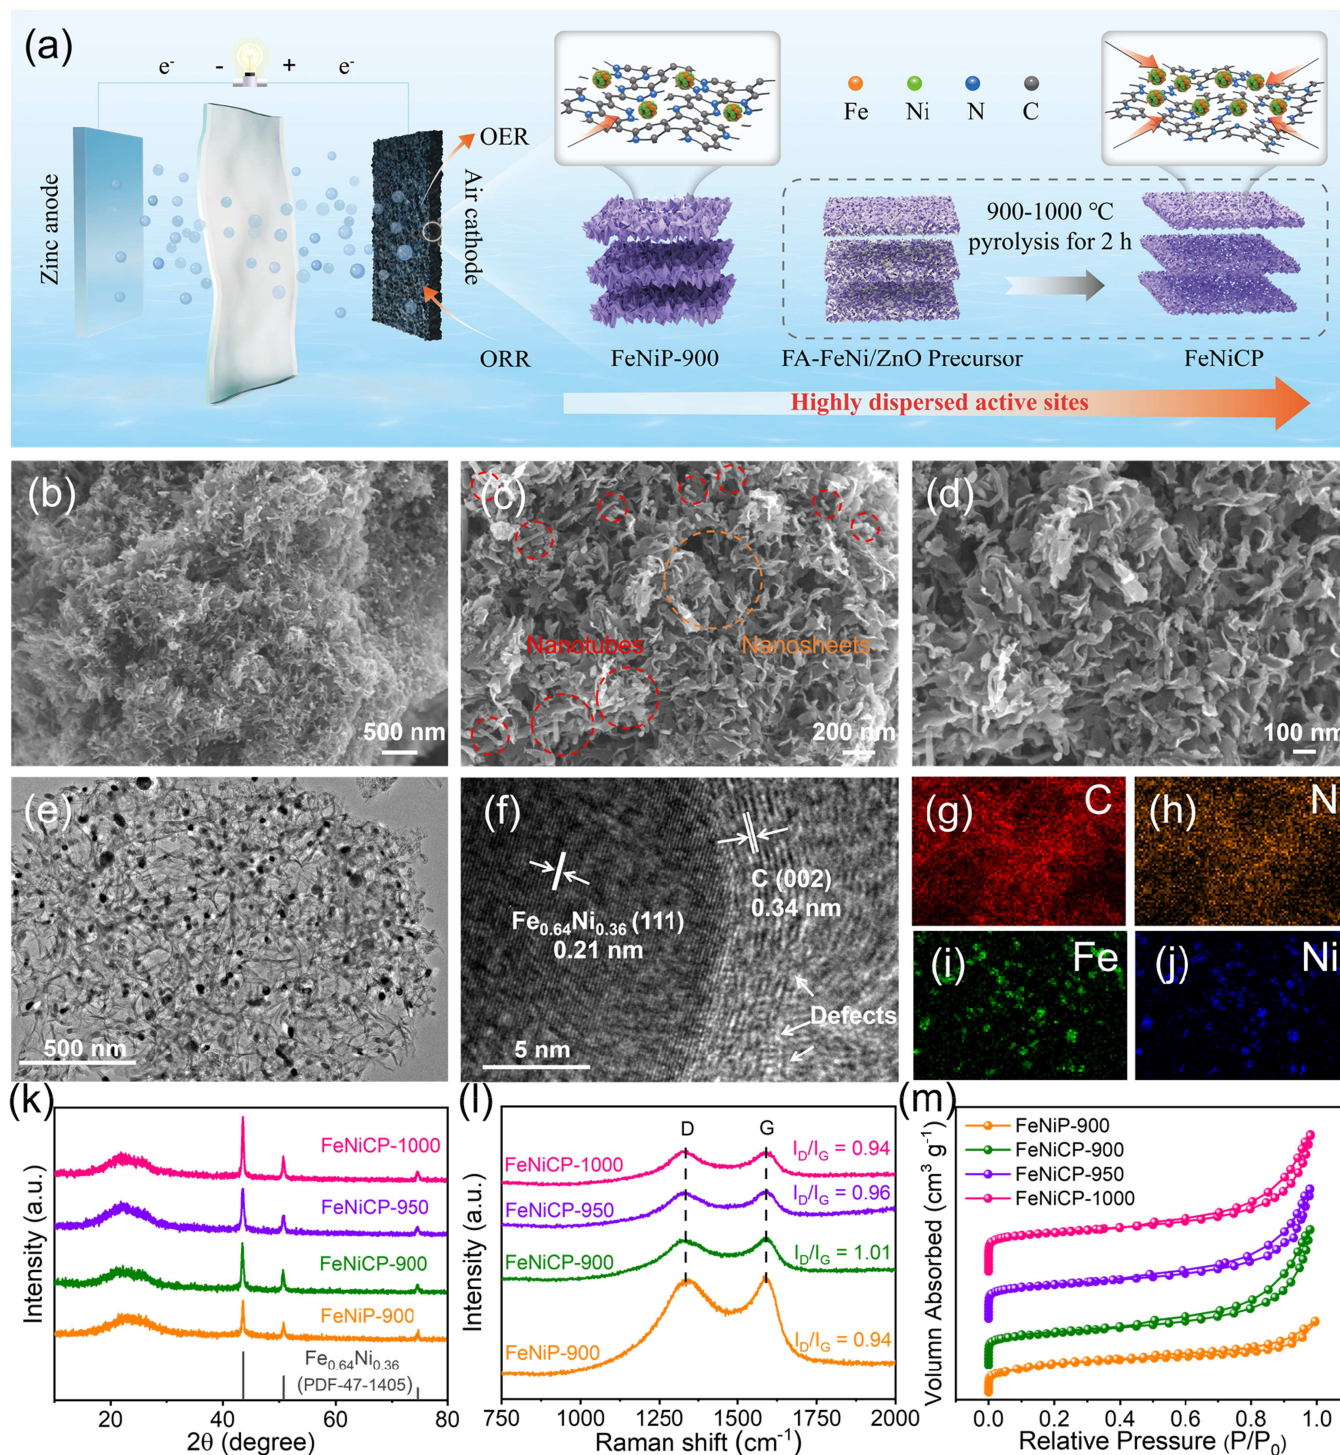 (a)
e-
-
+
e-
Zinc anode
OER
Air cathode
ORR
Fe
Ni
N
C
900-1000 ℃
pyrolysis for 2 h
FeNiP-900
FA-FeNi/ZnO Precursor
FeNiCP
Highly dispersed active sites
(b)
500 nm
(c)
Nanotubes
Nanosheets
200 nm
(d)
100 nm
(e)
500 nm
(f)
C (002)
0.34 nm
Fe0.64Ni0.36 (111)
0.21 nm
Defects
5 nm
(g)
C
(h)
N
(i)
Fe
(j)
Ni
(k)
Intensity (a.u.)
FeNiCP-1000
FeNiCP-950
FeNiCP-900
FeNiP-900
Fe0.64Ni0.36
(PDF-47-1405)
20
40
60
80
2θ (degree)
(l)
Intensity (a.u.)
D
G
FeNiCP-1000
ID/IG = 0.94
FeNiCP-950
ID/IG = 0.96
FeNiCP-900
ID/IG = 1.01
FeNiP-900
ID/IG = 0.94
750
1000
1250
1500
1750
2000
Raman shift (cm-1)
(m)
Volumn Absorbed (cm3 g-1)
FeNiP-900
FeNiCP-900
FeNiCP-950
FeNiCP-1000
0.0
0.2
0.4
0.6
0.8
1.0
Relative Pressure (P/P0)